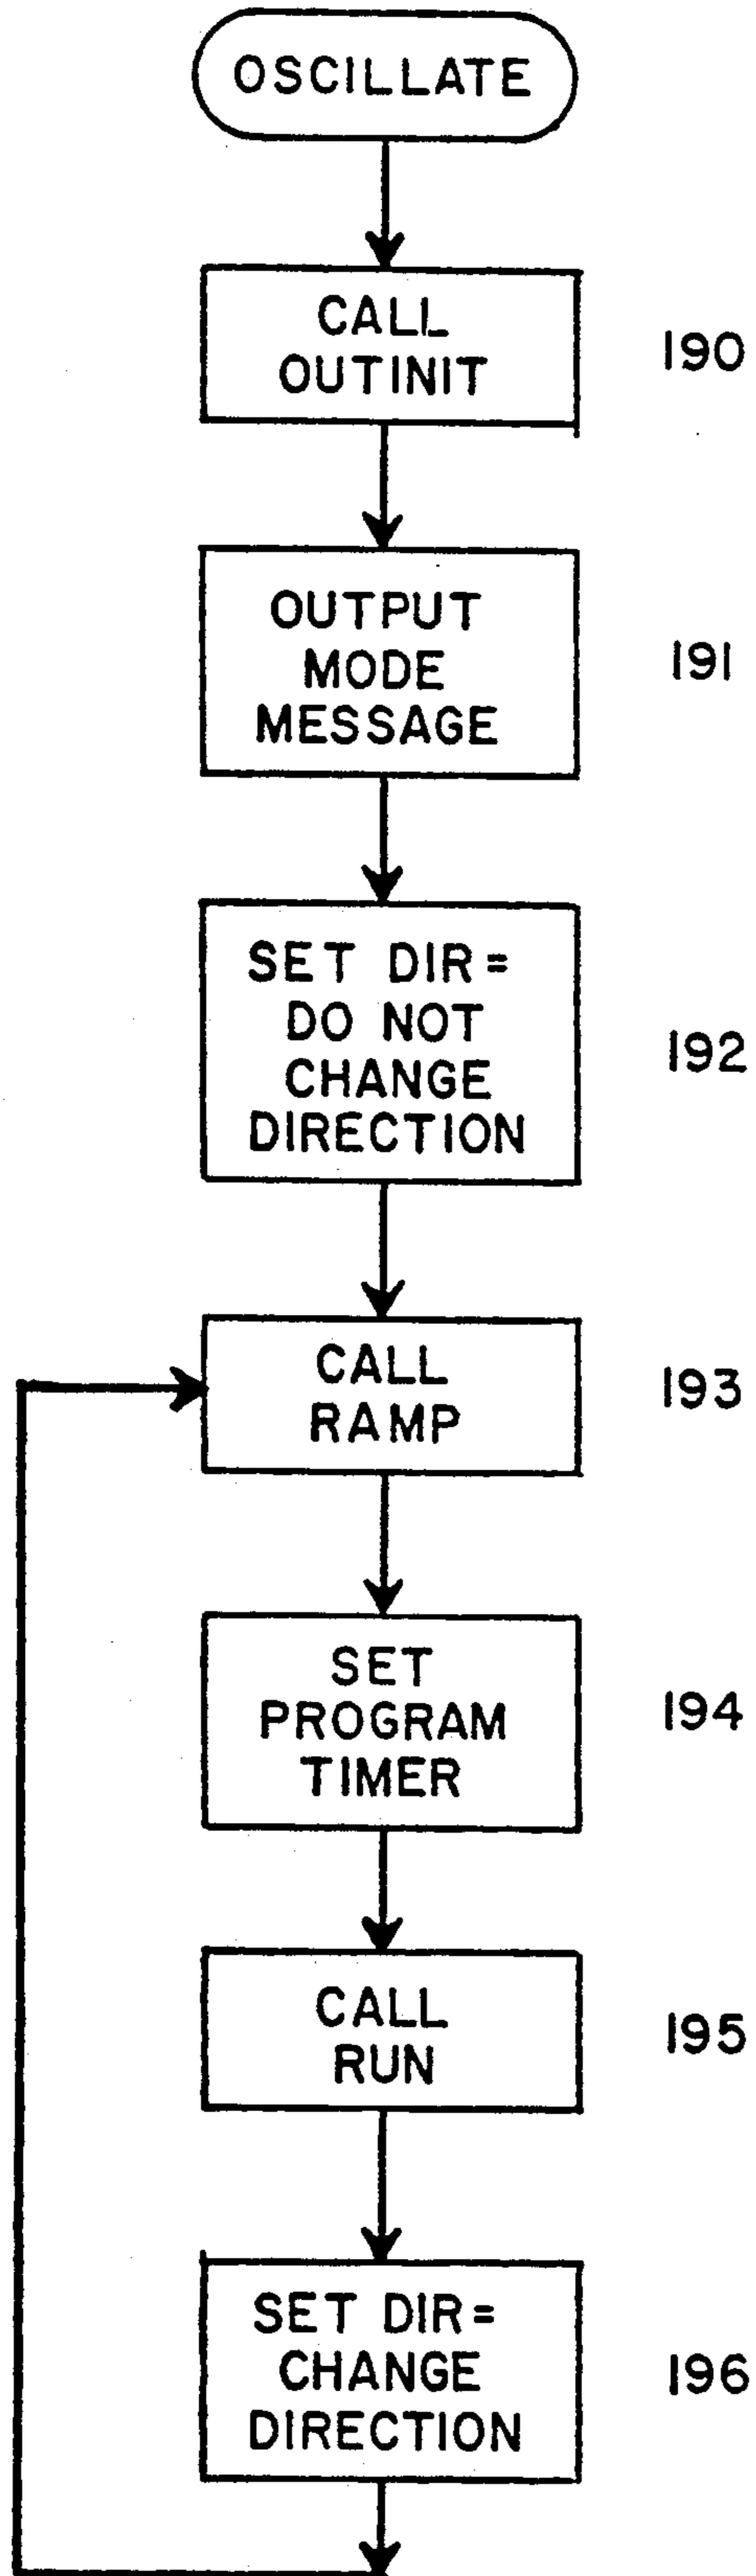 OSCILLATE
CALL
OUTINIT
190
OUTPUT
MODE
MESSAGE
191
SET DIR =
DO NOT
CHANGE
DIRECTION
192
CALL
RAMP
193
SET
PROGRAM
TIMER
194
CALL
RUN
195
SET DIR =
CHANGE
DIRECTION
196